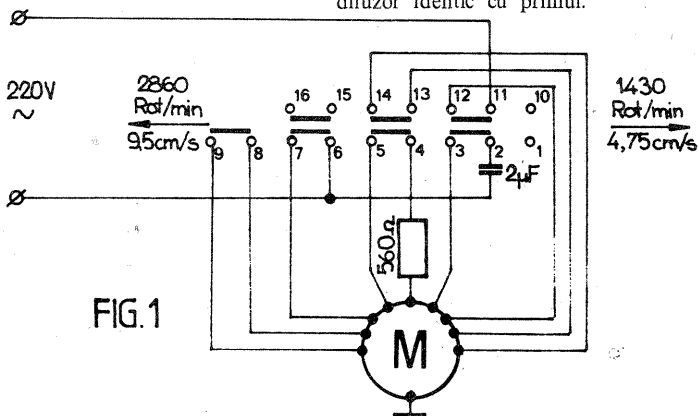 difuzor identic cu primul.
220V
~
2860
Rot/min
9,5cm/s
16 15 14 13 12 11 10
1430
Rot/min
4,75cm/s
9 8 7 6 5 4 3 2 1
2µF
560Ω
FIG.1
M